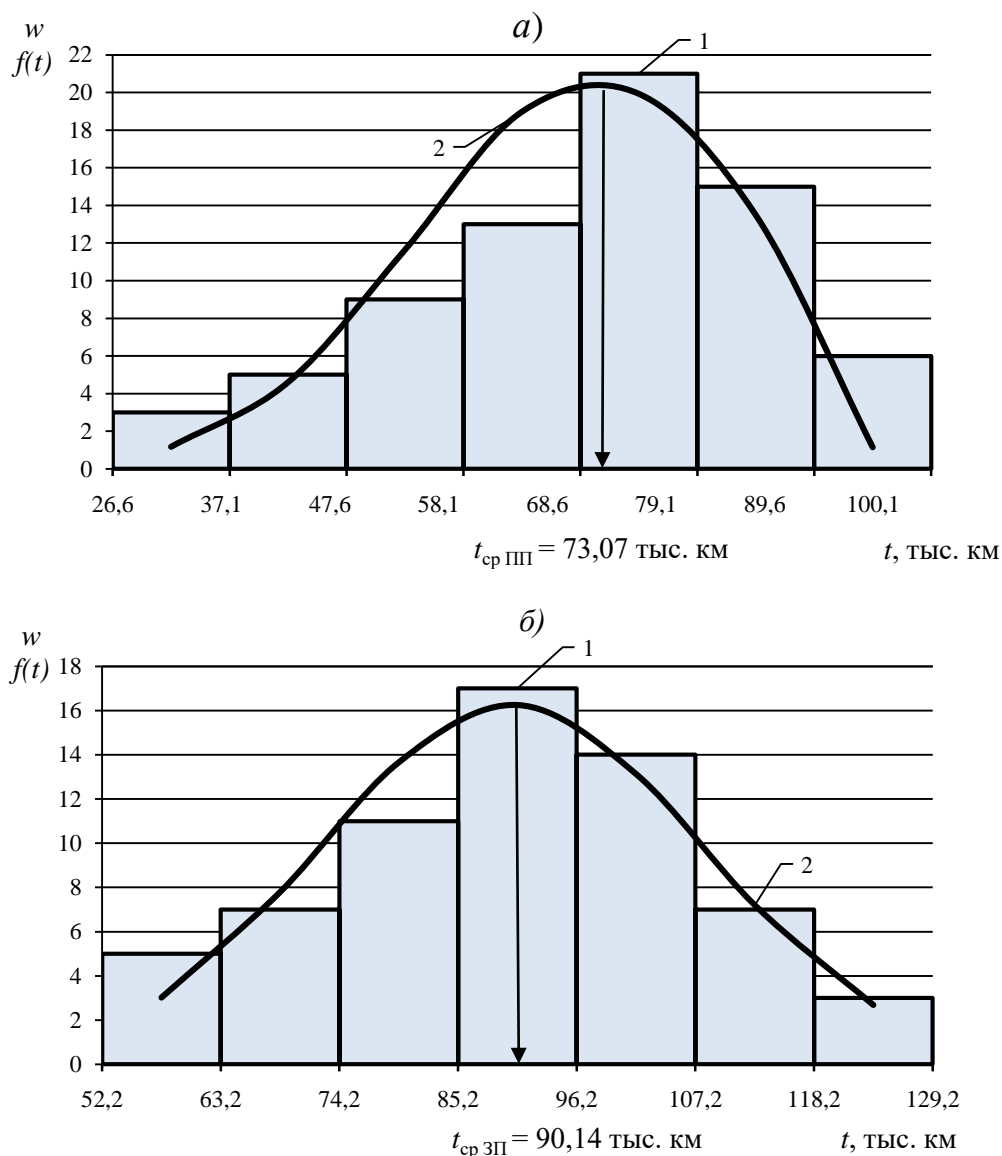 а)
w
f(t)
1
22
20
18
2
16
14
12
10
8
6
4
2
0
26,6 37,1 47,6 58,1 68,6 79,1 89,6 100,1
tср ПП = 73,07 тыс. км t, тыс. км
б)
w
f(t)
1
18
16
14
12
10
2
8
6
4
2
0
52,2 63,2 74,2 85,2 96,2 107,2 118,2 129,2
tср ЗП = 90,14 тыс. км t, тыс. км